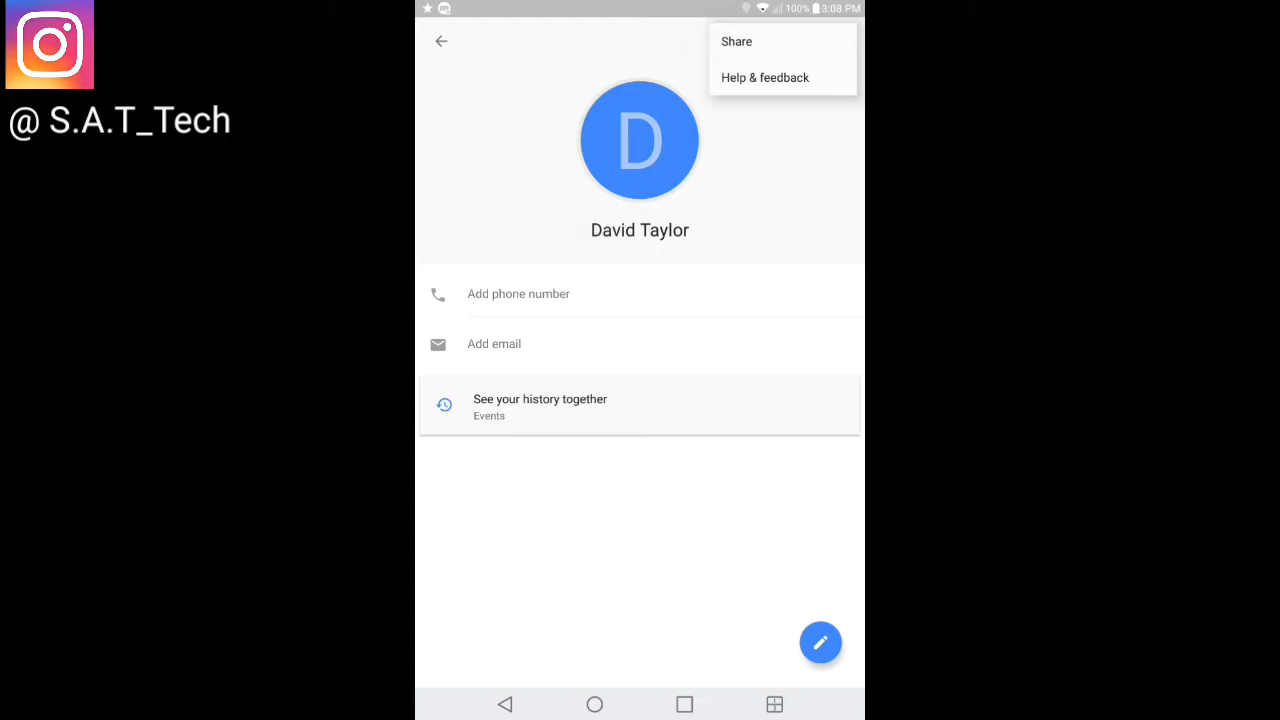 @ S.A.T_Tech
100% 3:08 PM
Share
Help & feedback
D
David Taylor
Add phone number
Add email
See your history together
Events